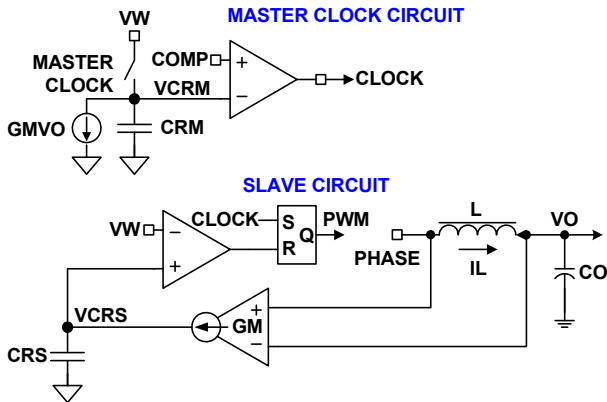 MASTER CLOCK CIRCUIT
VW
MASTER
CLOCK
COMP
+
−
CLOCK
VCRM
GMVO
CRM
SLAVE CIRCUIT
VW
−
+
CLOCK
S
R
Q
PWM
L
VO
PHASE
IL
CO
VCRS
GM
+
−
CRS